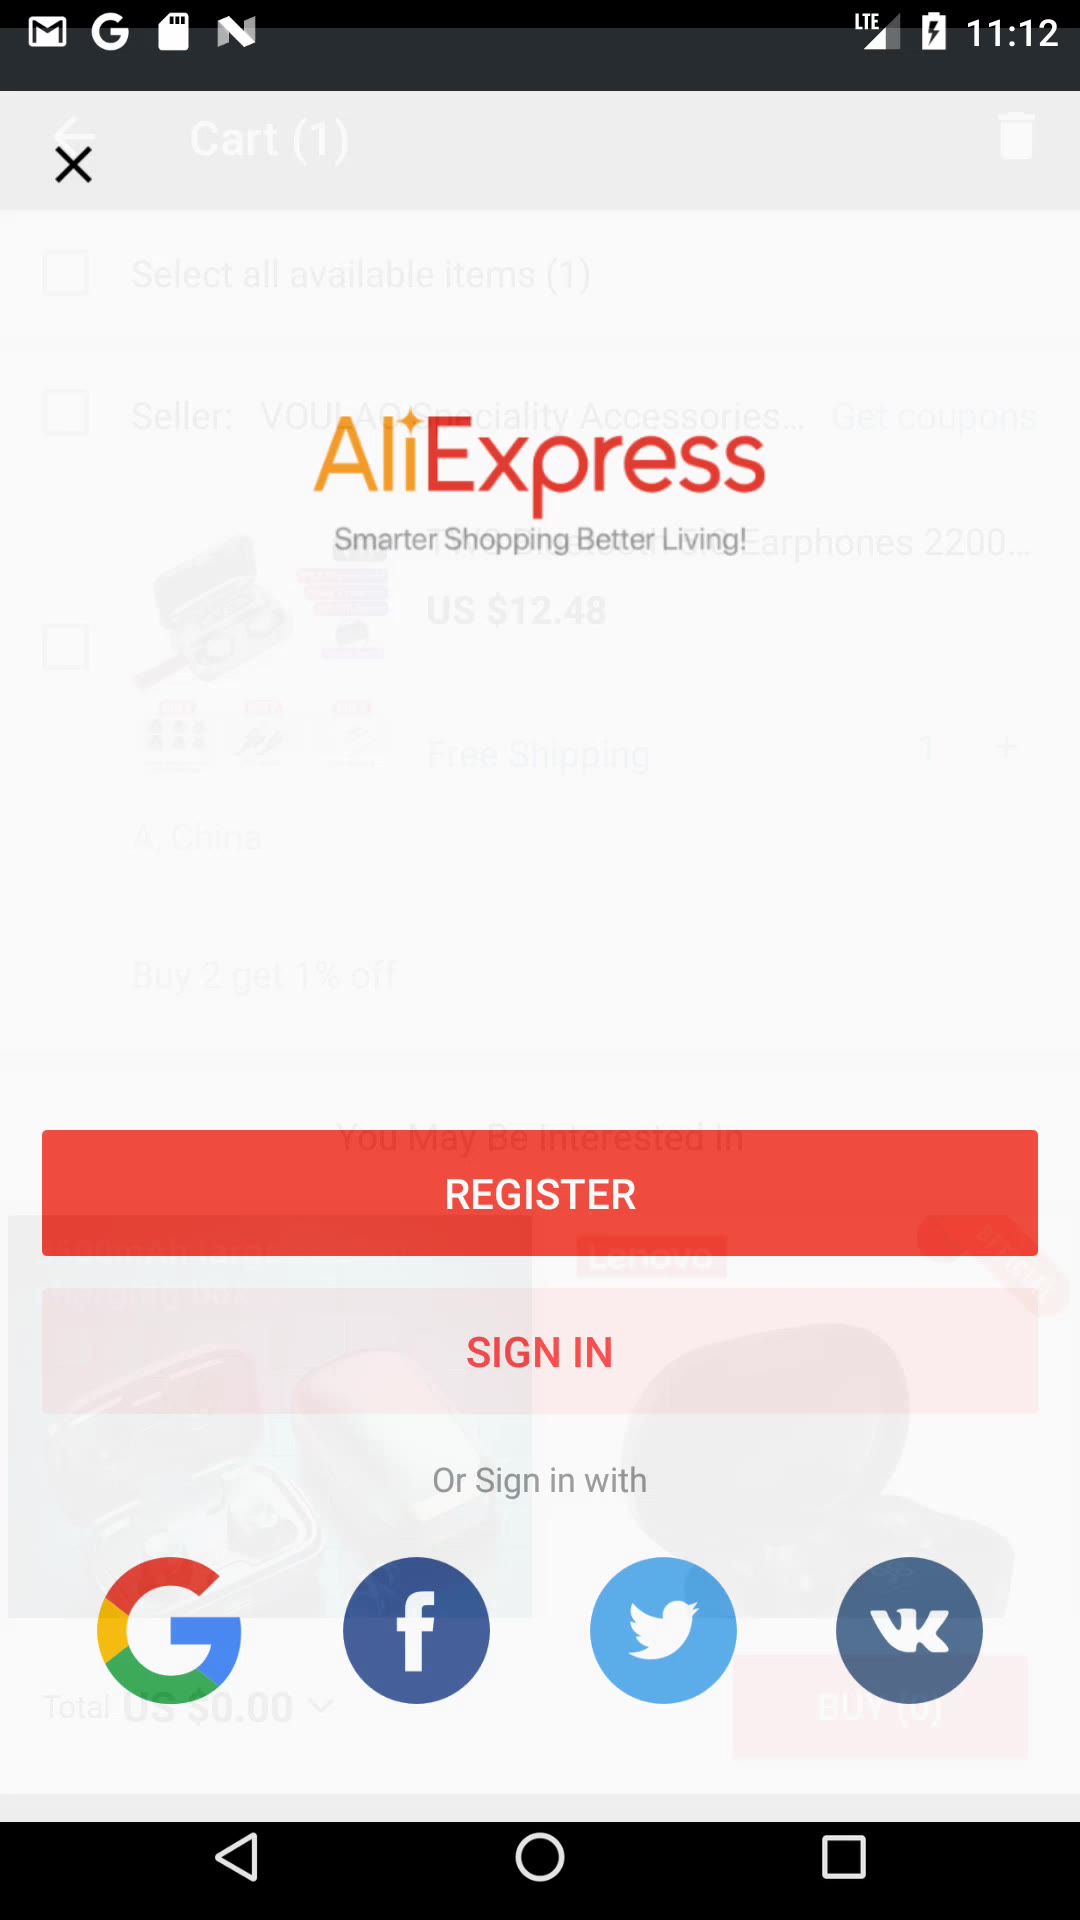 LTE 11:12
Cart (1)
Select all available items (1)
Seller: VOULAO Speciality Accessories... Get coupons
AliExpress
Smarter Shopping Better Living!
Earphones 2200...
US $12.48
Free Shipping 1 +
A, China
Buy 2 get 1% off
You May Be Interested In
REGISTER
Lenovo
OFFICIAL
SIGN IN
Or Sign in with
Total US $0.00
BUY (0)